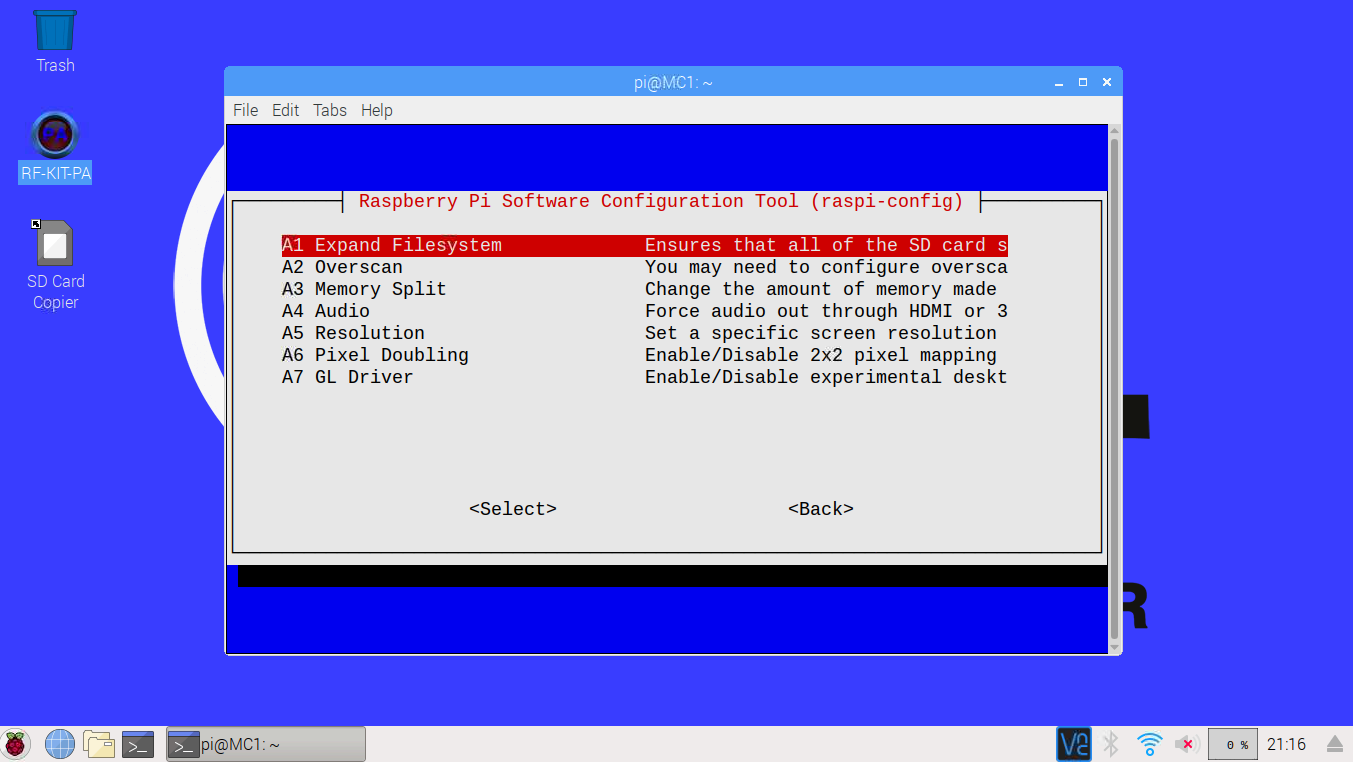 Trash
RF-KIT-PA
SD Card
Copier
pi@MC1: ~
File Edit Tabs Help
Raspberry Pi Software Configuration Tool (raspi-config)
A1 Expand Filesystem Ensures that all of the SD card s
A2 Overscan You may need to configure oversca
A3 Memory Split Change the amount of memory made
A4 Audio Force audio out through HDMI or 3
A5 Resolution Set a specific screen resolution
A6 Pixel Doubling Enable/Disable 2x2 pixel mapping
A7 GL Driver Enable/Disable experimental deskt
<Select> <Back>
R
pi@MC1: ~
0 % 21:16